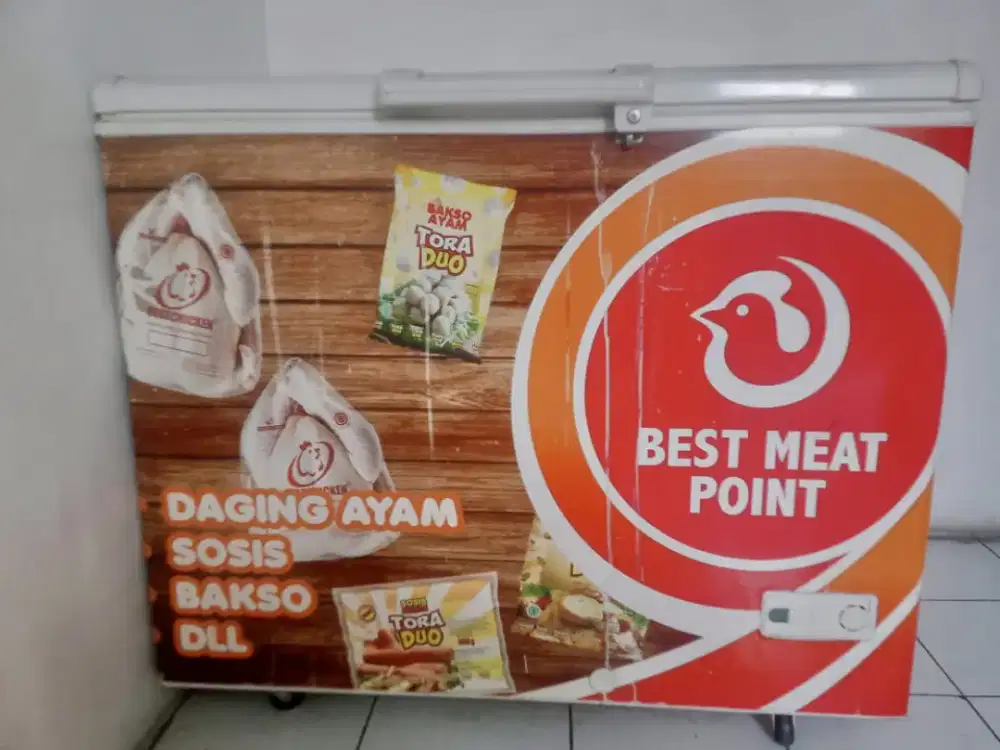 BAKSO
AYAM
TORA
DUO
BEST MEAT
POINT
DAGING AYAM
SOSIS
BAKSO
DLL
SOSIS
TORA
DUO